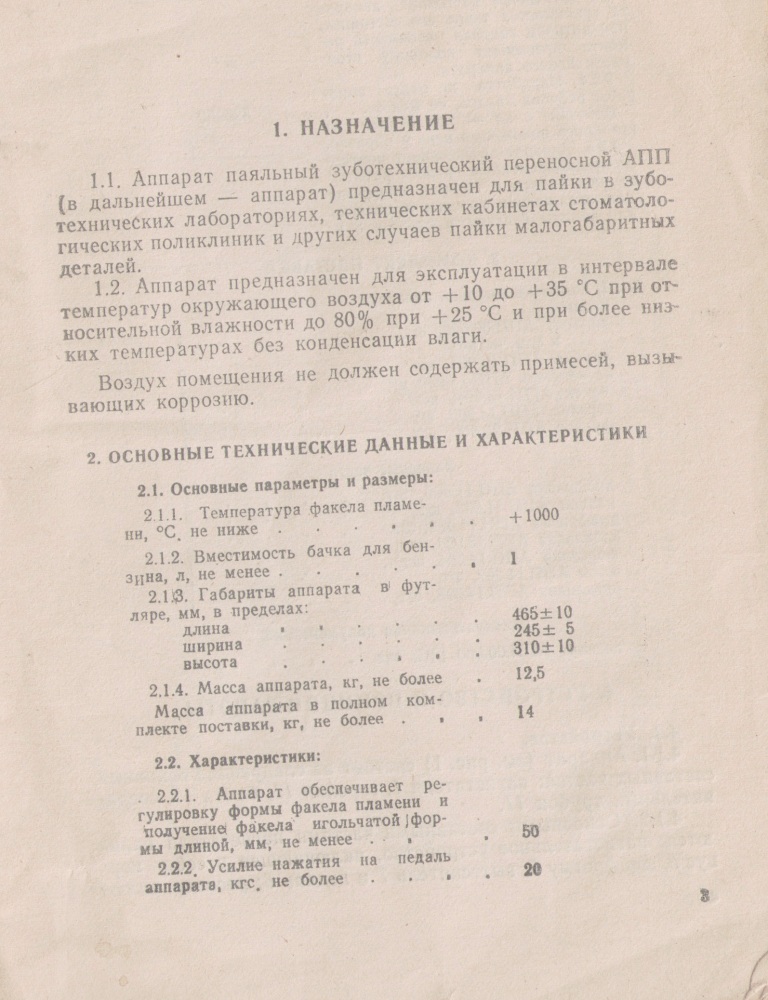 1. НАЗНАЧЕНИЕ
1.1. Аппарат паяльный зуботехнический переносной АПП
(в дальнейшем — аппарат) предназначен для пайки в зубо-
технических лабораториях, технических кабинетах стоматоло-
гических поликлиник и других случаев пайки малогабаритных
деталей.
1.2. Аппарат предназначен для эксплуатации в интервале
температур окружающего воздуха от +10 до +35 °С при от-
носительной влажности до 80% при +25 °С и при более низ-
ких температурах без конденсации влаги.
Воздух помещения не должен содержать примесей, вызы-
вающих коррозию.
2. ОСНОВНЫЕ ТЕХНИЧЕСКИЕ ДАННЫЕ И ХАРАКТЕРИСТИКИ
2.1. Основные параметры и размеры:
2.1.1. Температура факела пламе-
ни, °С, не ниже . . . . . . +1000
2.1.2. Вместимость бачка для бен-
зина, л, не менее . . . . . . 1
2.1.3. Габариты аппарата в фут-
ляре, мм, в пределах:
длина . . . . . . 465±10
ширина . . . . . . 245± 5
высота . . . . . . 310±10
2.1.4. Масса аппарата, кг, не более . 12,5
Масса аппарата в полном ком-
плекте поставки, кг, не более . . . 14
2.2. Характеристики:
2.2.1. Аппарат обеспечивает ре-
гулировку формы факела пламени и
получение факела игольчатой фор-
мы длиной, мм, не менее . . . 50
2.2.2. Усилие нажатия на педаль
аппарата, кгс, не более . . . . 20
3